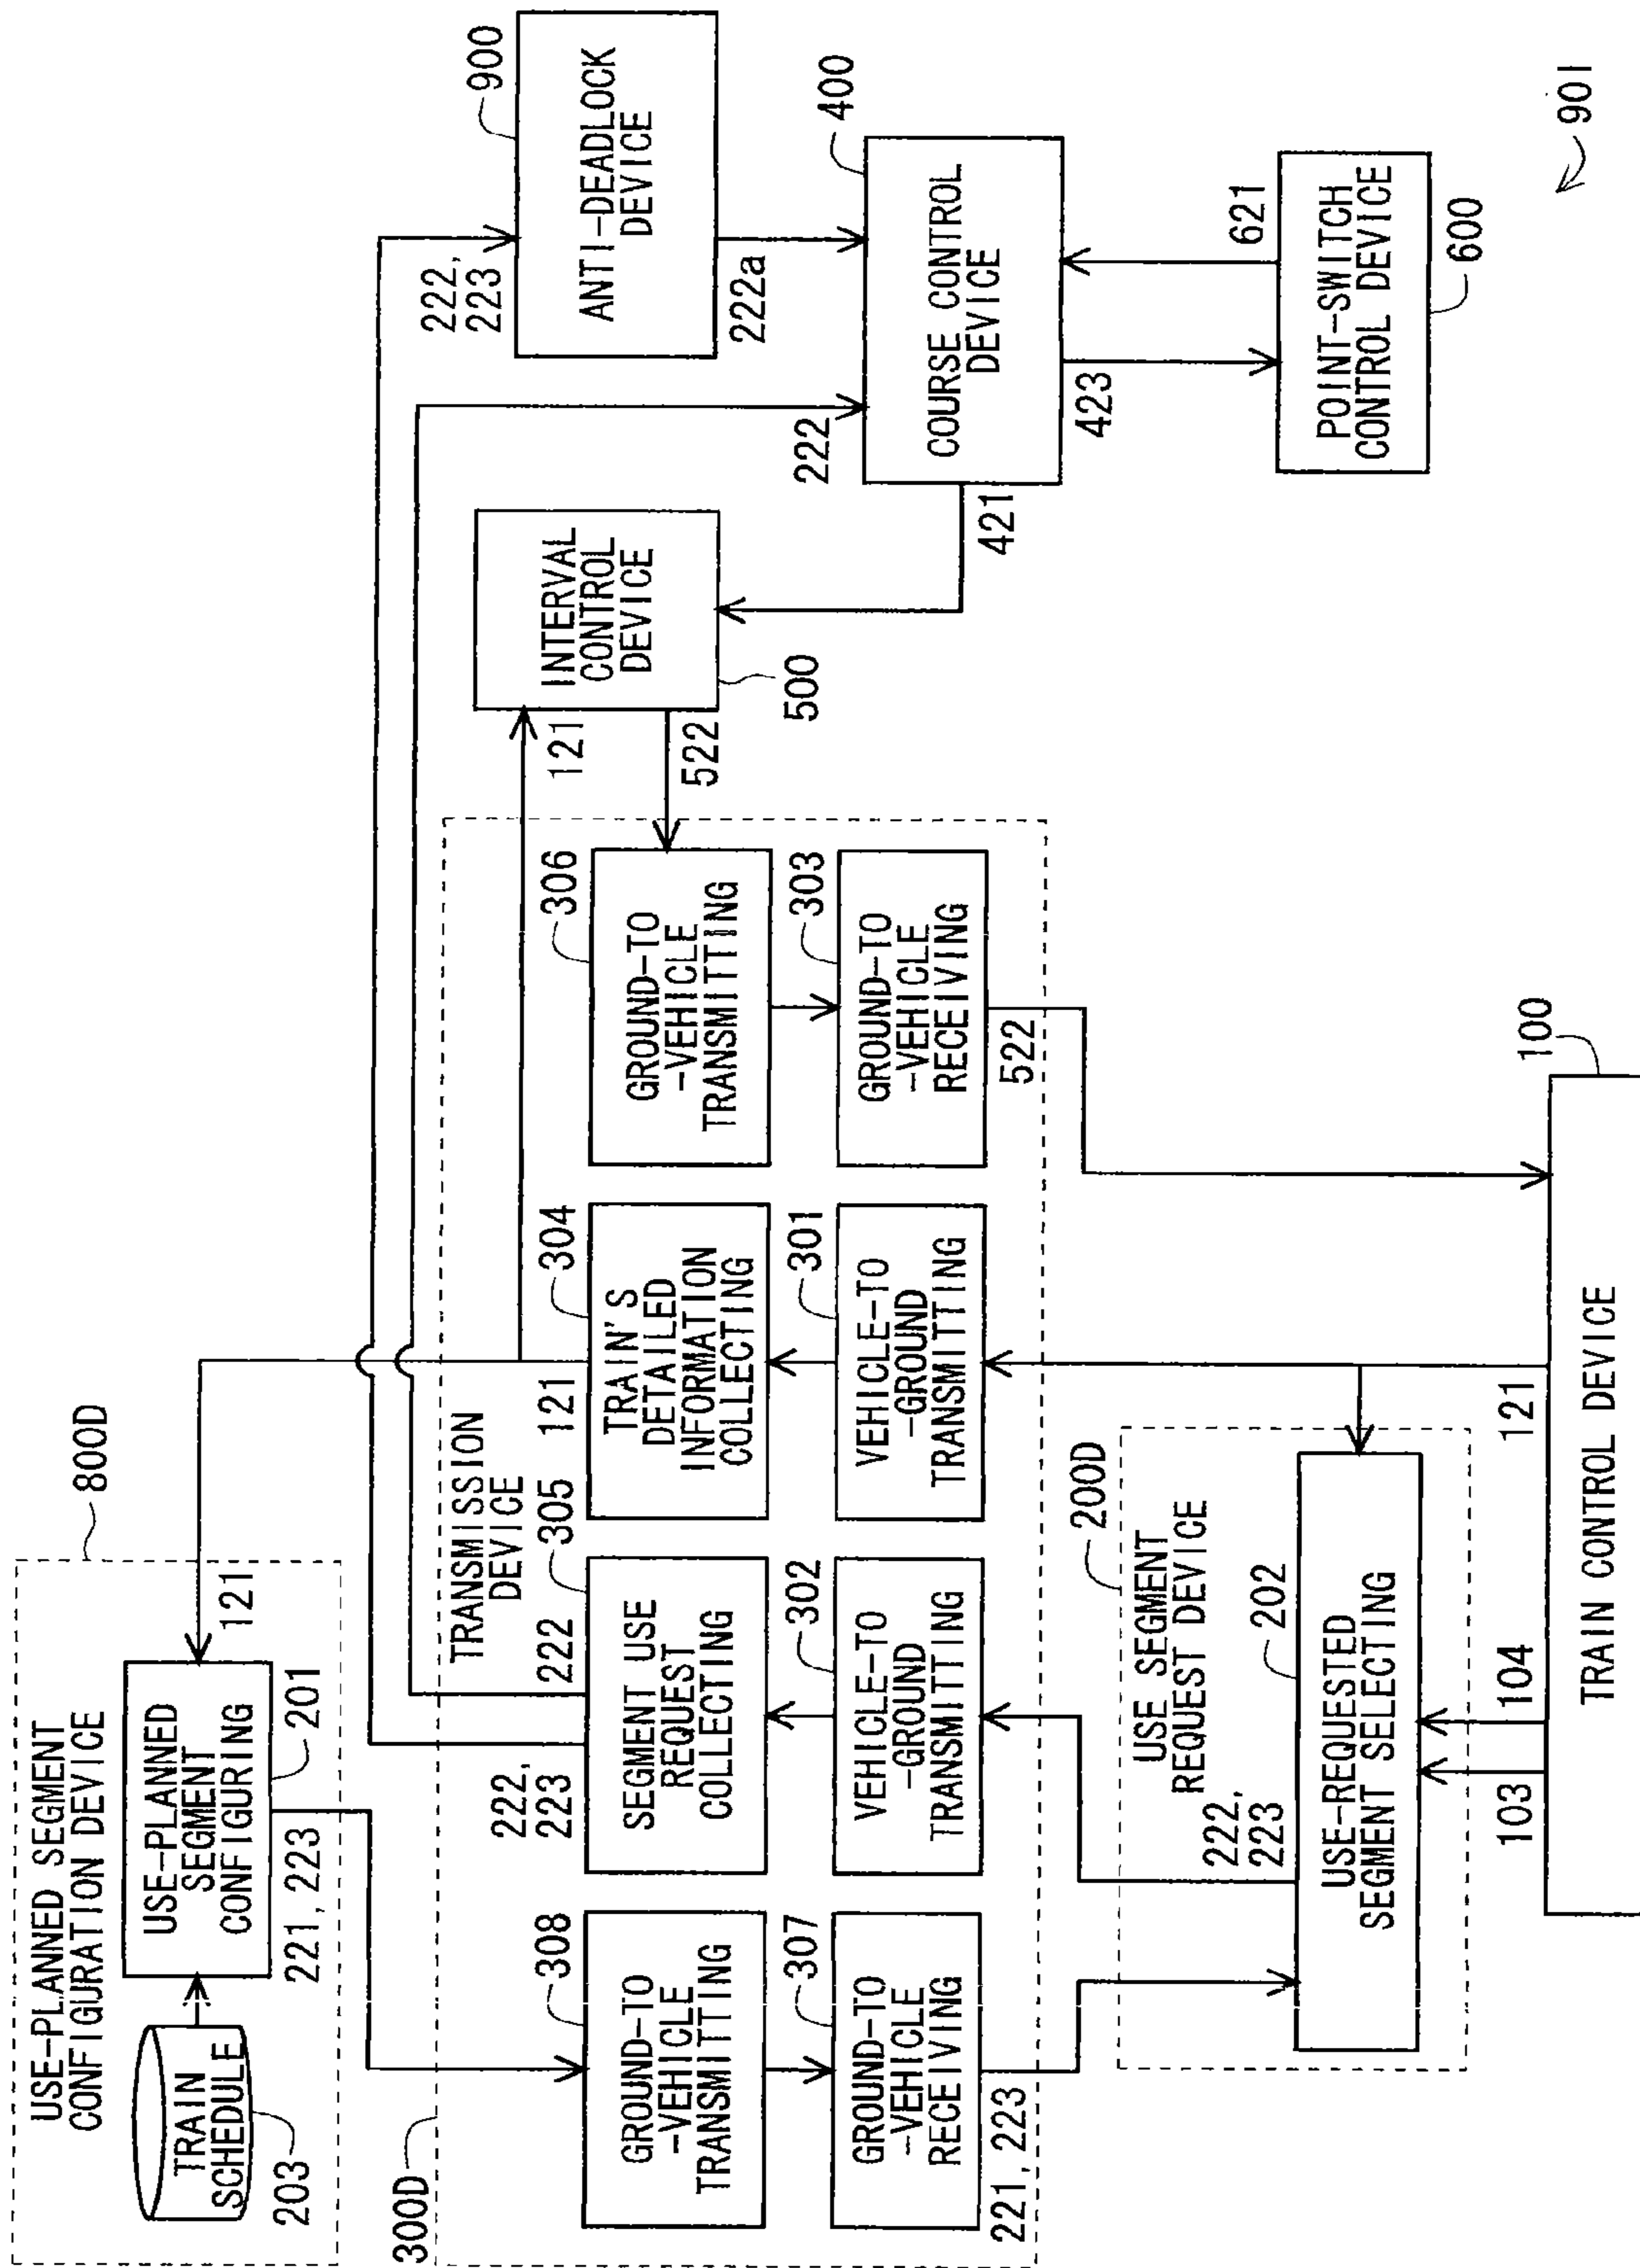 USE-PLANNED SEGMENT
CONFIGURATION DEVICE
800D
TRAIN
SCHEDULE
203
USE-PLANNED
SEGMENT
CONFIGURING
201
121
221, 223
300D
TRANSMISSION
DEVICE
308
GROUND-TO
-VEHICLE
TRANSMITTING
307
GROUND-TO
-VEHICLE
RECEIVING
221, 223
222,
223
222
305
SEGMENT USE
REQUEST
COLLECTING
302
VEHICLE-TO
-GROUND
TRANSMITTING
121
304
TRAIN'S
DETAILED
INFORMATION
COLLECTING
301
VEHICLE-TO
-GROUND
TRANSMITTING
306
GROUND-TO
-VEHICLE
TRANSMITTING
303
GROUND-TO
-VEHICLE
RECEIVING
522
121
522
INTERVAL
CONTROL
DEVICE
500
421
222,
223
900
ANTI-DEADLOCK
DEVICE
222a
222
400
COURSE CONTROL
DEVICE
423
621
POINT-SWITCH
CONTROL DEVICE
600
901
USE SEGMENT
REQUEST DEVICE
200D
222,
223
202
USE-REQUESTED
SEGMENT SELECTING
103
104
121
100
TRAIN CONTROL DEVICE